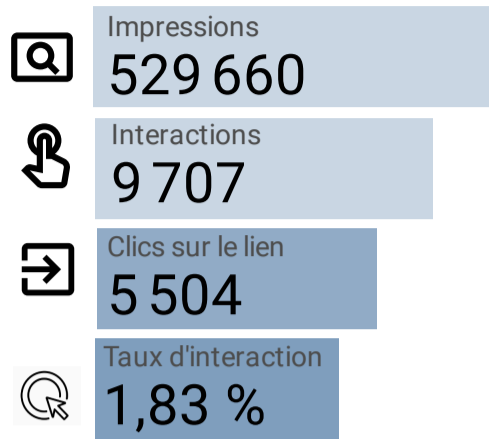 Impressions
529 660
Interactions
9 707
Clics sur le lien
5 504
Taux d'interaction
1,83 %